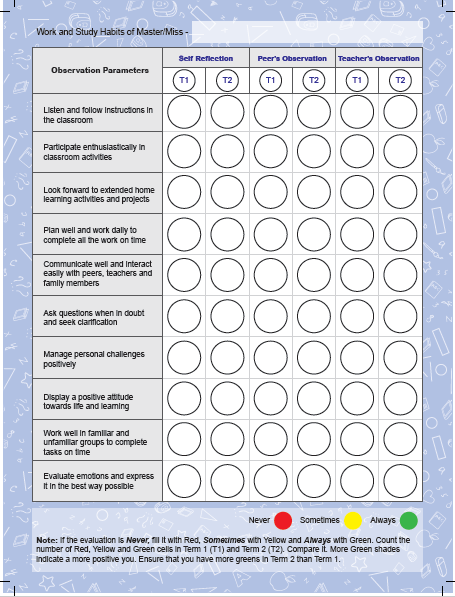 Work and Study Habits of Master/Miss -
Observation Parameters
Self Reflection
Peer's Observation
Teacher's Observation
T1 T2 T1 T2 T1 T2
Listen and follow instructions in
the classroom
Participate enthusiastically in
classroom activities
Look forward to extended home
learning activities and projects
Plan well and work daily to
complete all the work on time
Communicate well and interact
easily with peers, teachers and
family members
Ask questions when in doubt
and seek clarification
Manage personal challenges
positively
Display a positive attitude
towards life and learning
Work well in familiar and
unfamiliar groups to complete
tasks on time
Evaluate emotions and express
it in the best way possible
Never Sometimes Always
Note: If the evaluation is Never, fill it with Red, Sometimes with Yellow and Always with Green. Count the
number of Red, Yellow and Green cells in Term 1 (T1) and Term 2 (T2). Compare it. More Green shades
indicate a more positive you. Ensure that you have more greens in Term 2 than Term 1.